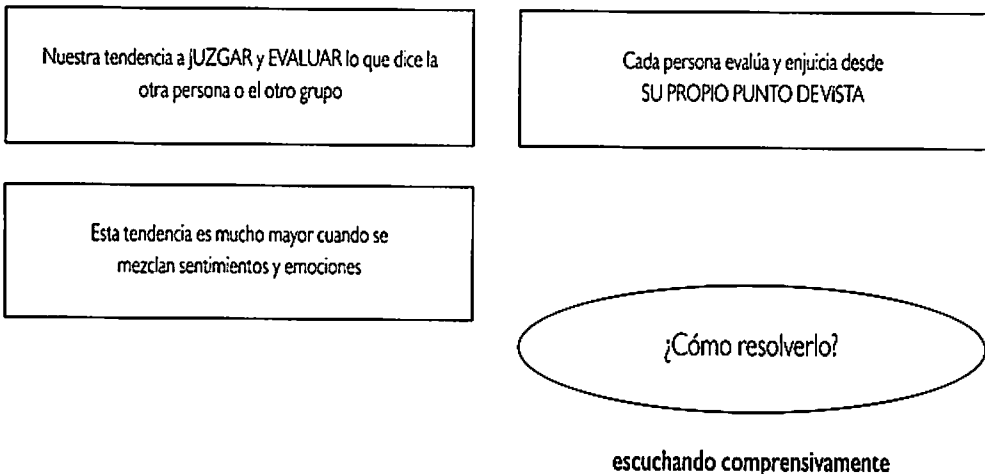 Nuestra tendencia a JUZGAR y EVALUAR lo que dice la
otra persona o el otro grupo
Cada persona evalúa y enjuicia desde
SU PROPIO PUNTO DE VISTA
Esta tendencia es mucho mayor cuando se
mezclan sentimientos y emociones
¿Cómo resolverlo?
escuchando comprensivamente